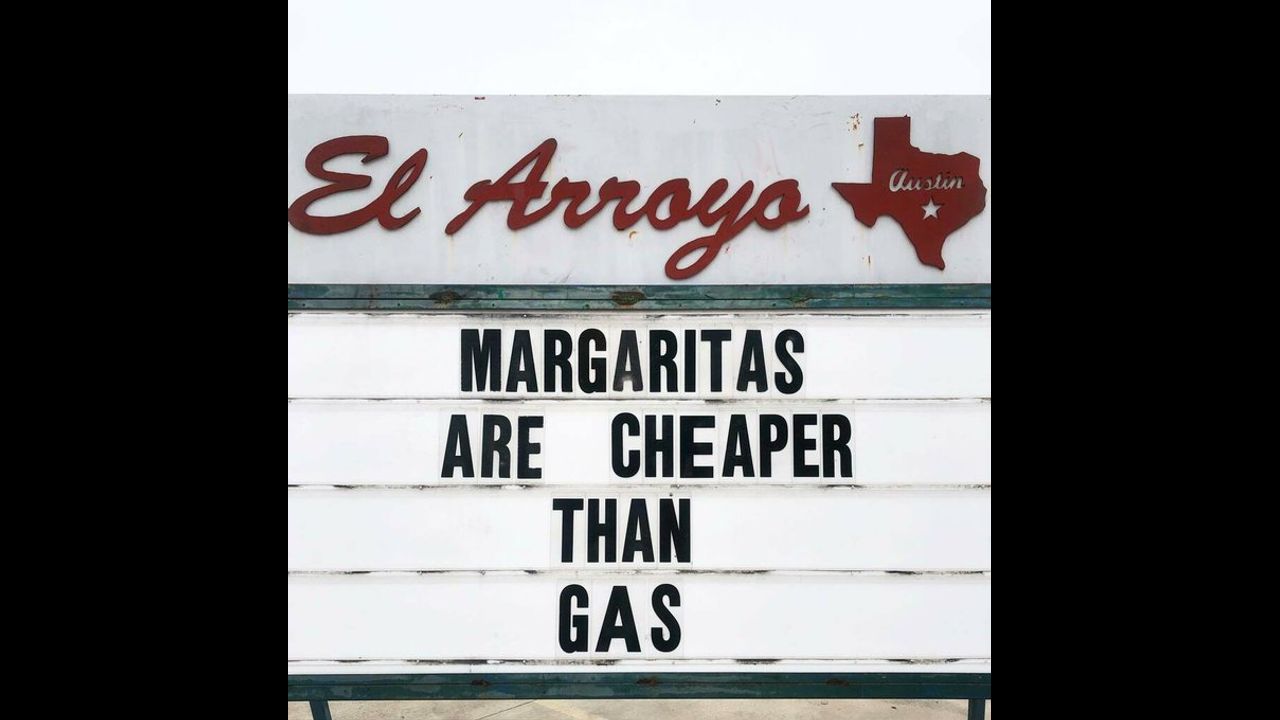 El Arroyo
Austin
MARGARITAS
ARE CHEAPER
THAN
GAS